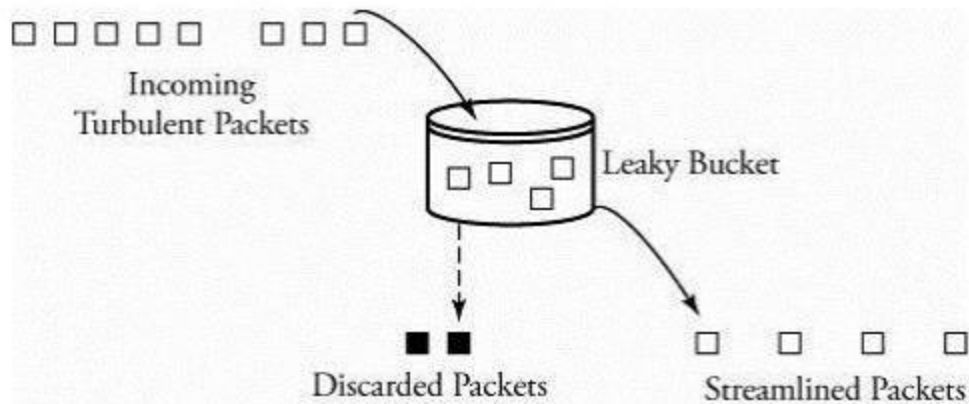 Incoming
Turbulent Packets
Leaky Bucket
Discarded Packets
Streamlined Packets